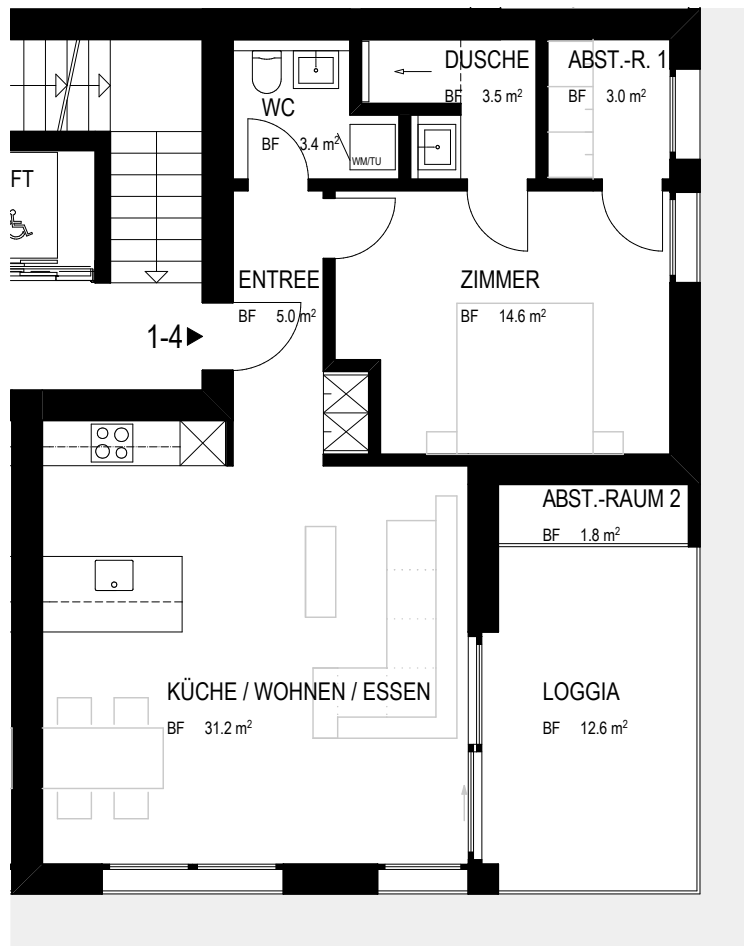 DUSCHE
BF 3.5 m²
ABST.-R. 1
BF 3.0 m²
WC
BF 3.4 m²
WM/TU
FT
ENTREE
BF 5.0 m²
ZIMMER
BF 14.6 m²
1-4
ABST.-RAUM 2
BF 1.8 m²
KÜCHE / WOHNEN / ESSEN
BF 31.2 m²
LOGGIA
BF 12.6 m²